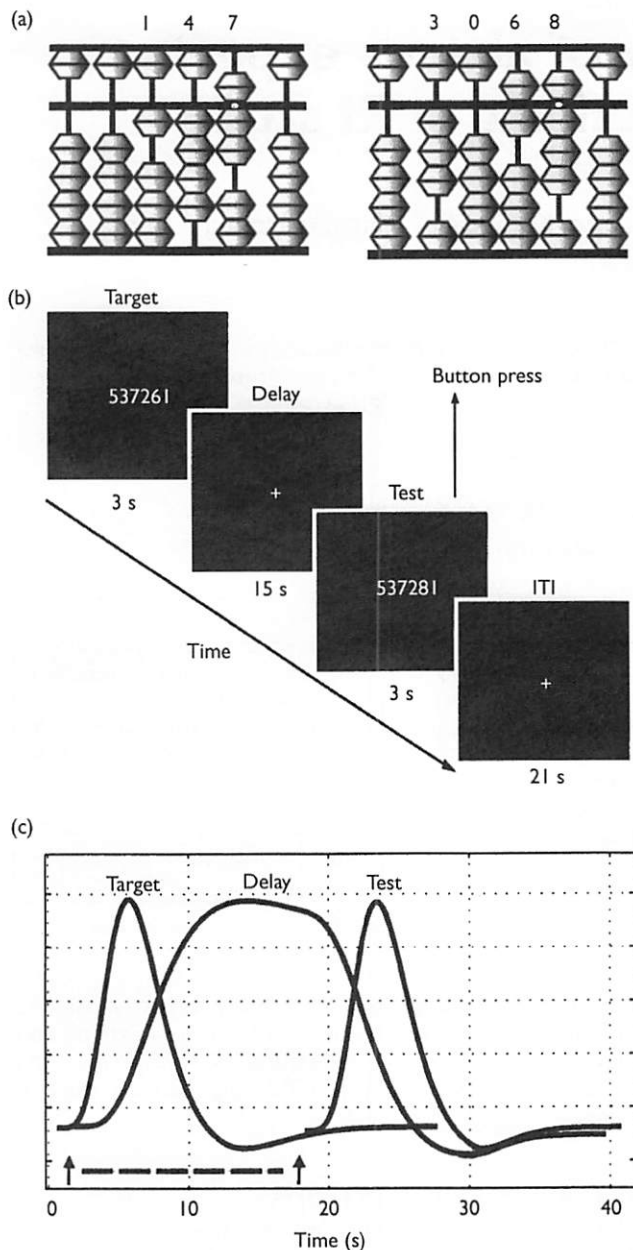 (a)
1 4 7
3 0 6 8
(b)
Target
537261
3 s
Delay
+
15 s
Button press
Test
537281
3 s
ITI
+
21 s
Time
(c)
Target Delay Test
0 10 20 30 40
Time (s)